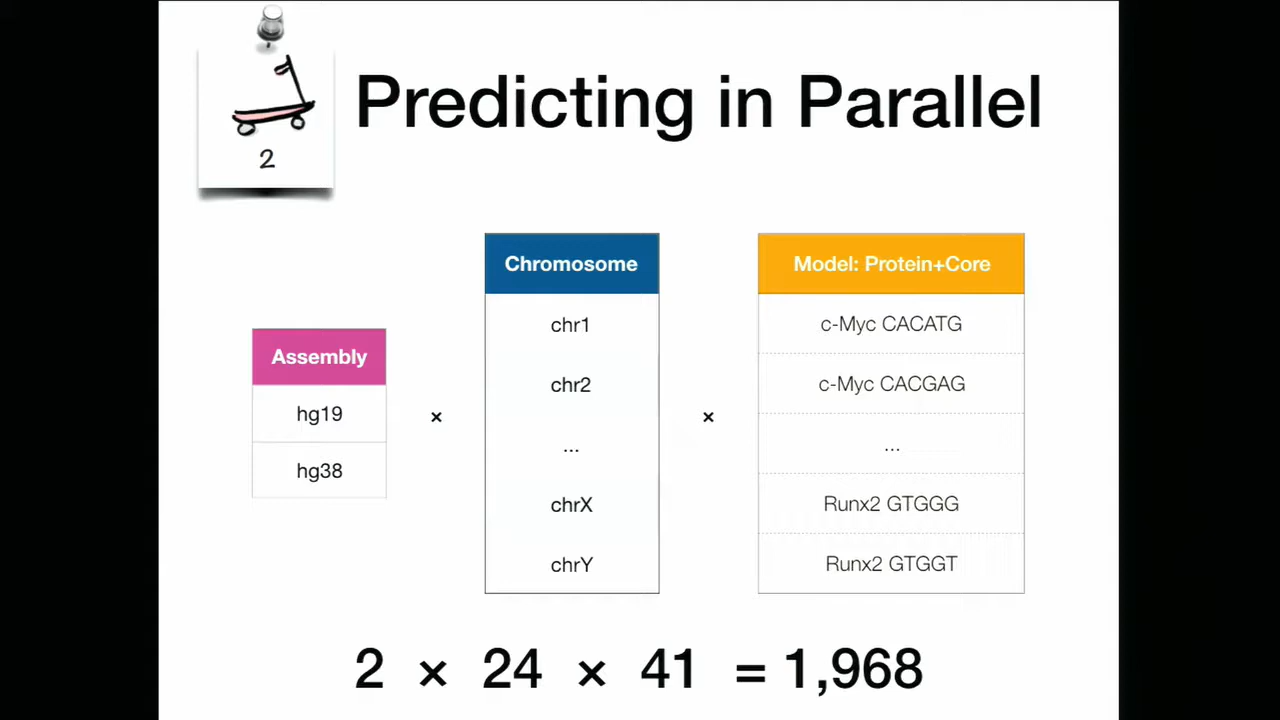 2
Predicting in Parallel
Assembly
hg19
hg38
×
Chromosome
chr1
chr2
...
chrX
chrY
×
Model: Protein+Core
c-Myc CACATG
c-Myc CACGAG
...
Runx2 GTGGG
Runx2 GTGGT
2 × 24 × 41 = 1,968